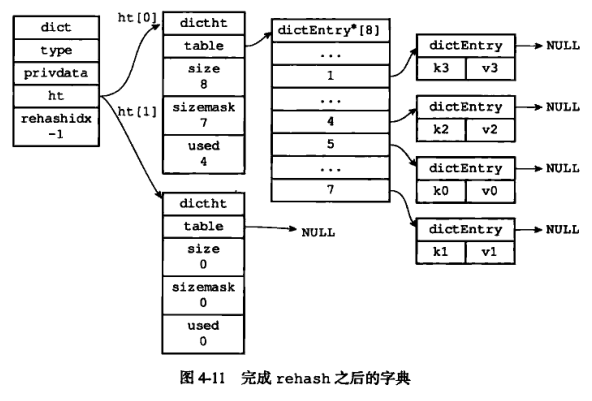 dict
type
privdata
ht
rehashidx
-1
ht[0]
ht[1]
dictht
table
size
8
sizemask
7
used
4
dictht
table
size
0
sizemask
0
used
0
NULL
dictEntry*[8]
...
1
...
4
5
...
7
dictEntry
k3 v3
NULL
dictEntry
k2 v2
NULL
dictEntry
k0 v0
NULL
dictEntry
k1 v1
NULL
图 4-11 完成 rehash 之后的字典